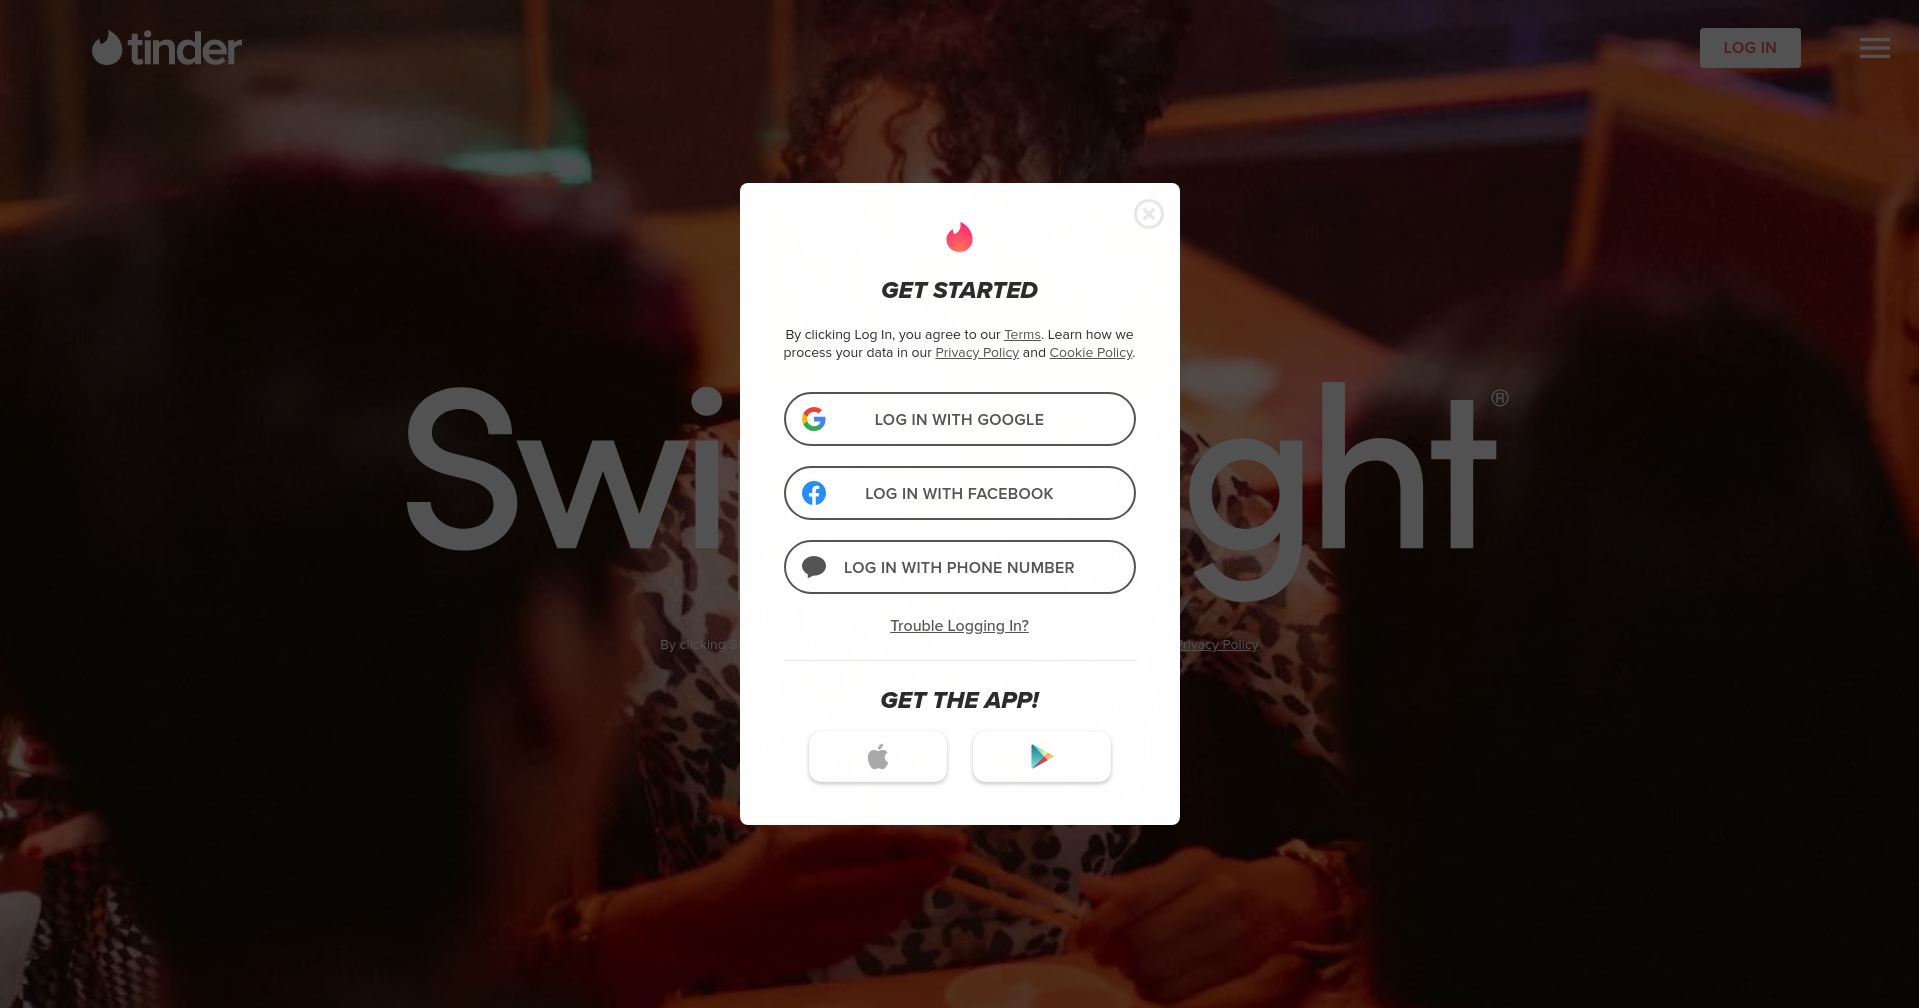 tinder
LOG IN
GET STARTED
By clicking Log In, you agree to our Terms. Learn how we
process your data in our Privacy Policy and Cookie Policy.
Swi
ght®
LOG IN WITH GOOGLE
LOG IN WITH FACEBOOK
LOG IN WITH PHONE NUMBER
Trouble Logging In?
By clicking
Privacy Policy
GET THE APP!